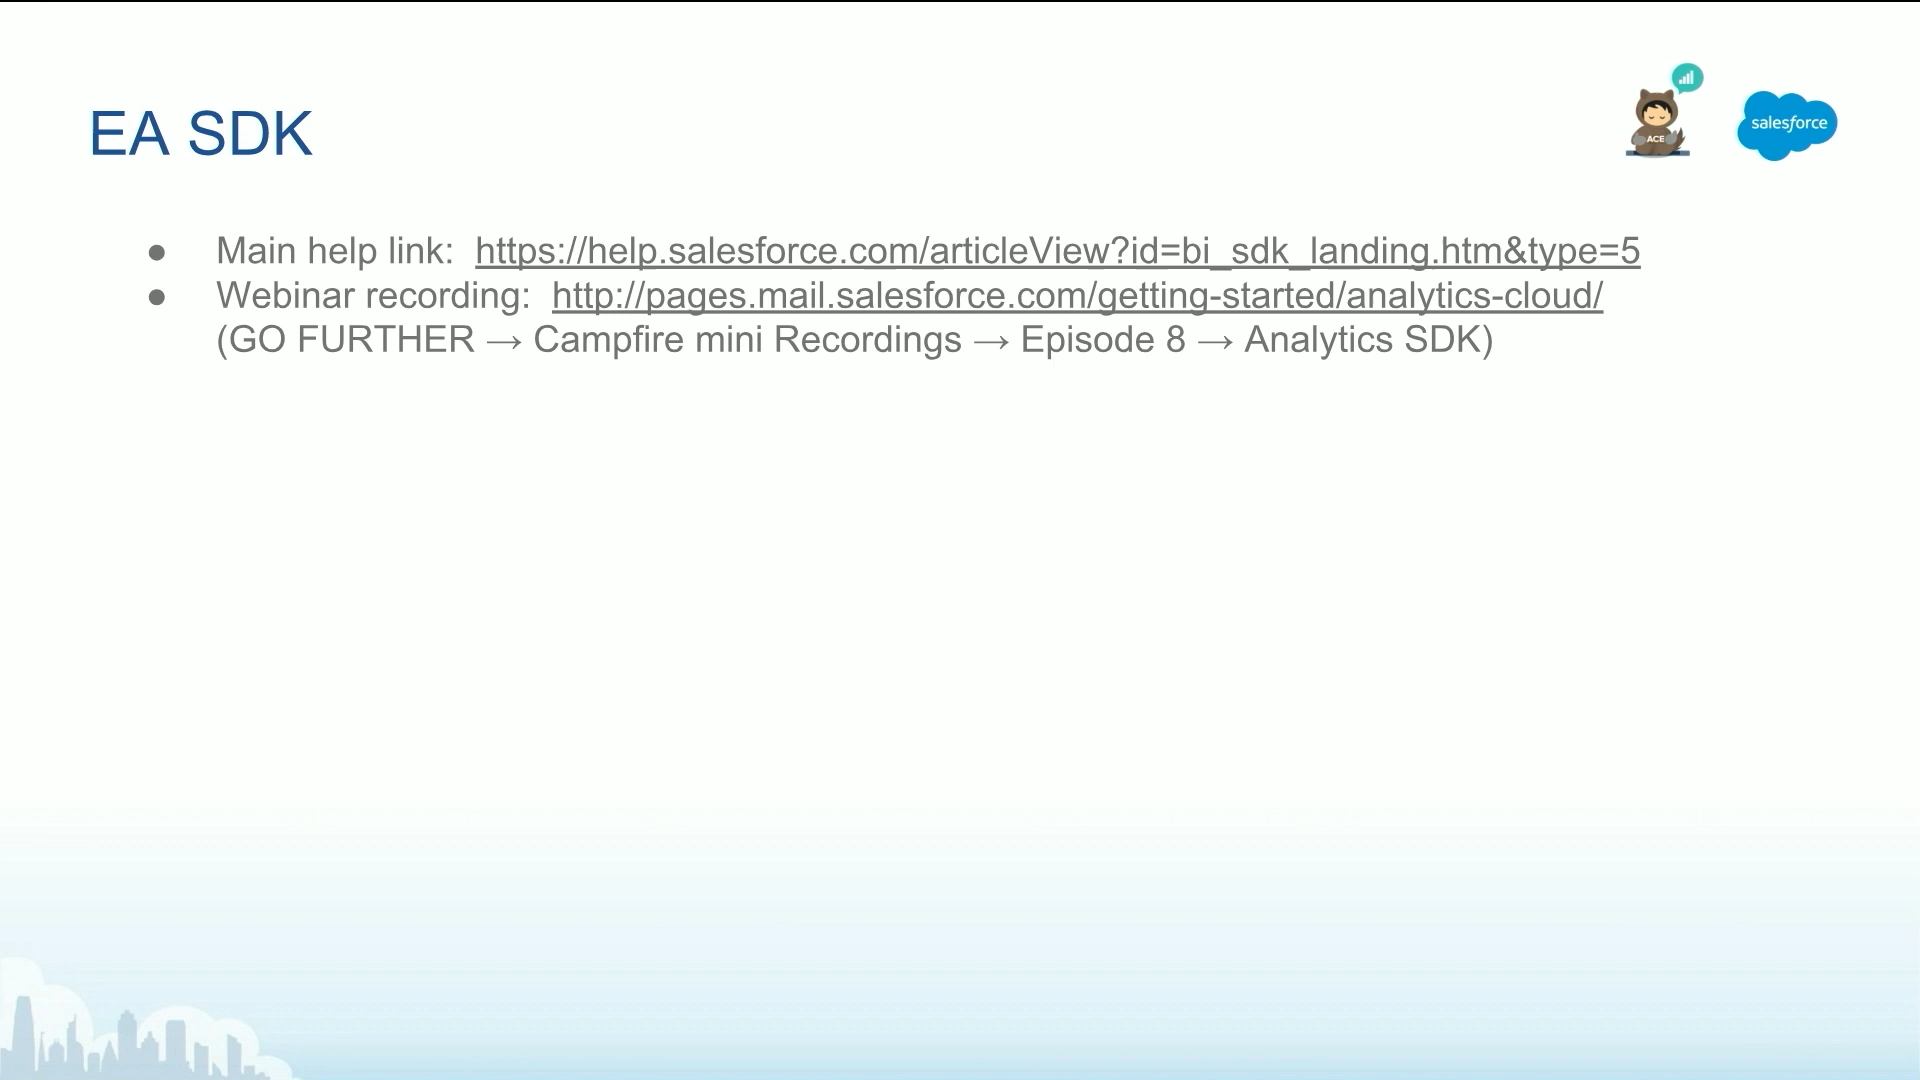 EA SDK
ACE
salesforce
● Main help link: https://help.salesforce.com/articleView?id=bi_sdk_landing.htm&type=5
● Webinar recording: http://pages.mail.salesforce.com/getting-started/analytics-cloud/
(GO FURTHER → Campfire mini Recordings → Episode 8 → Analytics SDK)